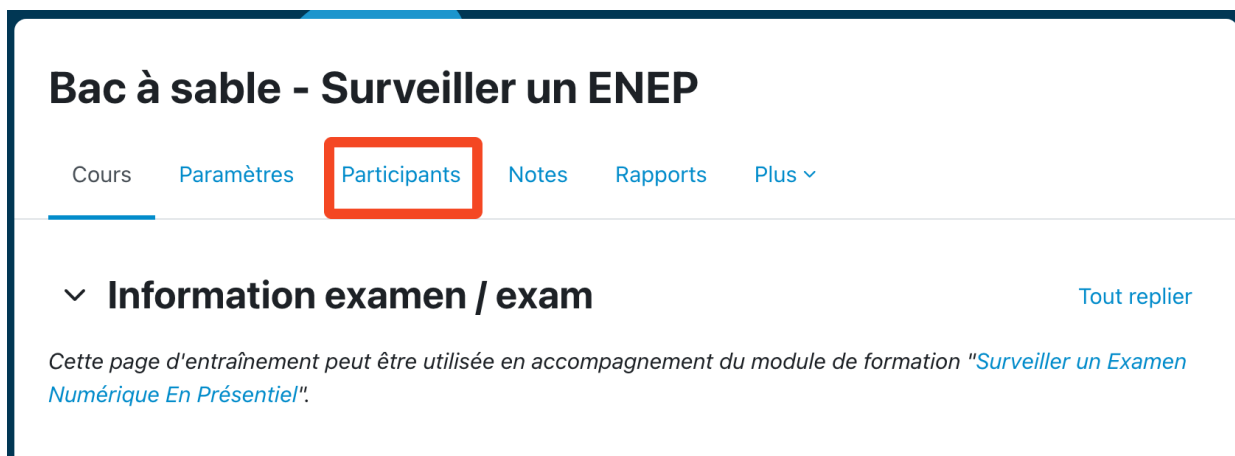 Bac à sable - Surveiller un ENEP
Cours Paramètres Participants Notes Rapports Plus
Information examen / exam Tout replier
Cette page d'entraînement peut être utilisée en accompagnement du module de formation "Surveiller un Examen
Numérique En Présentiel".